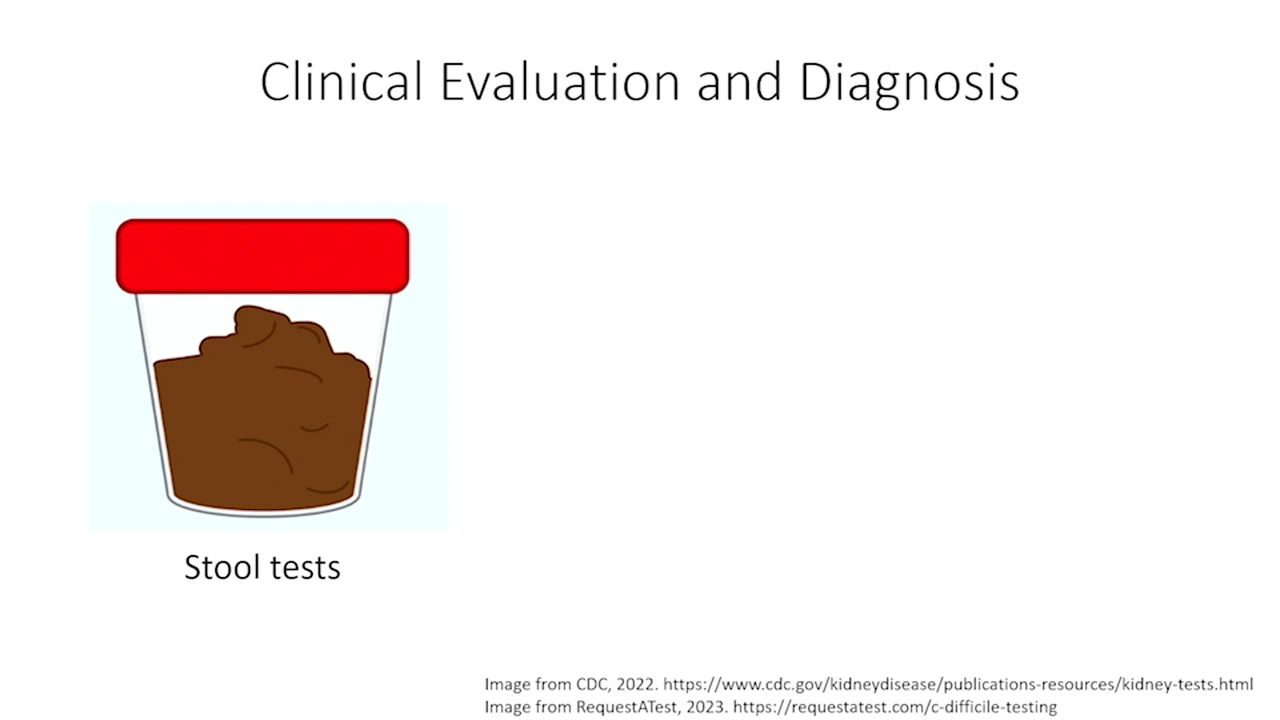 Clinical Evaluation and Diagnosis
Stool tests
Image from CDC, 2022. https://www.cdc.gov/kidneydisease/publications-resources/kidney-tests.html
Image from RequestATest, 2023. https://requestatest.com/c-difficile-testing